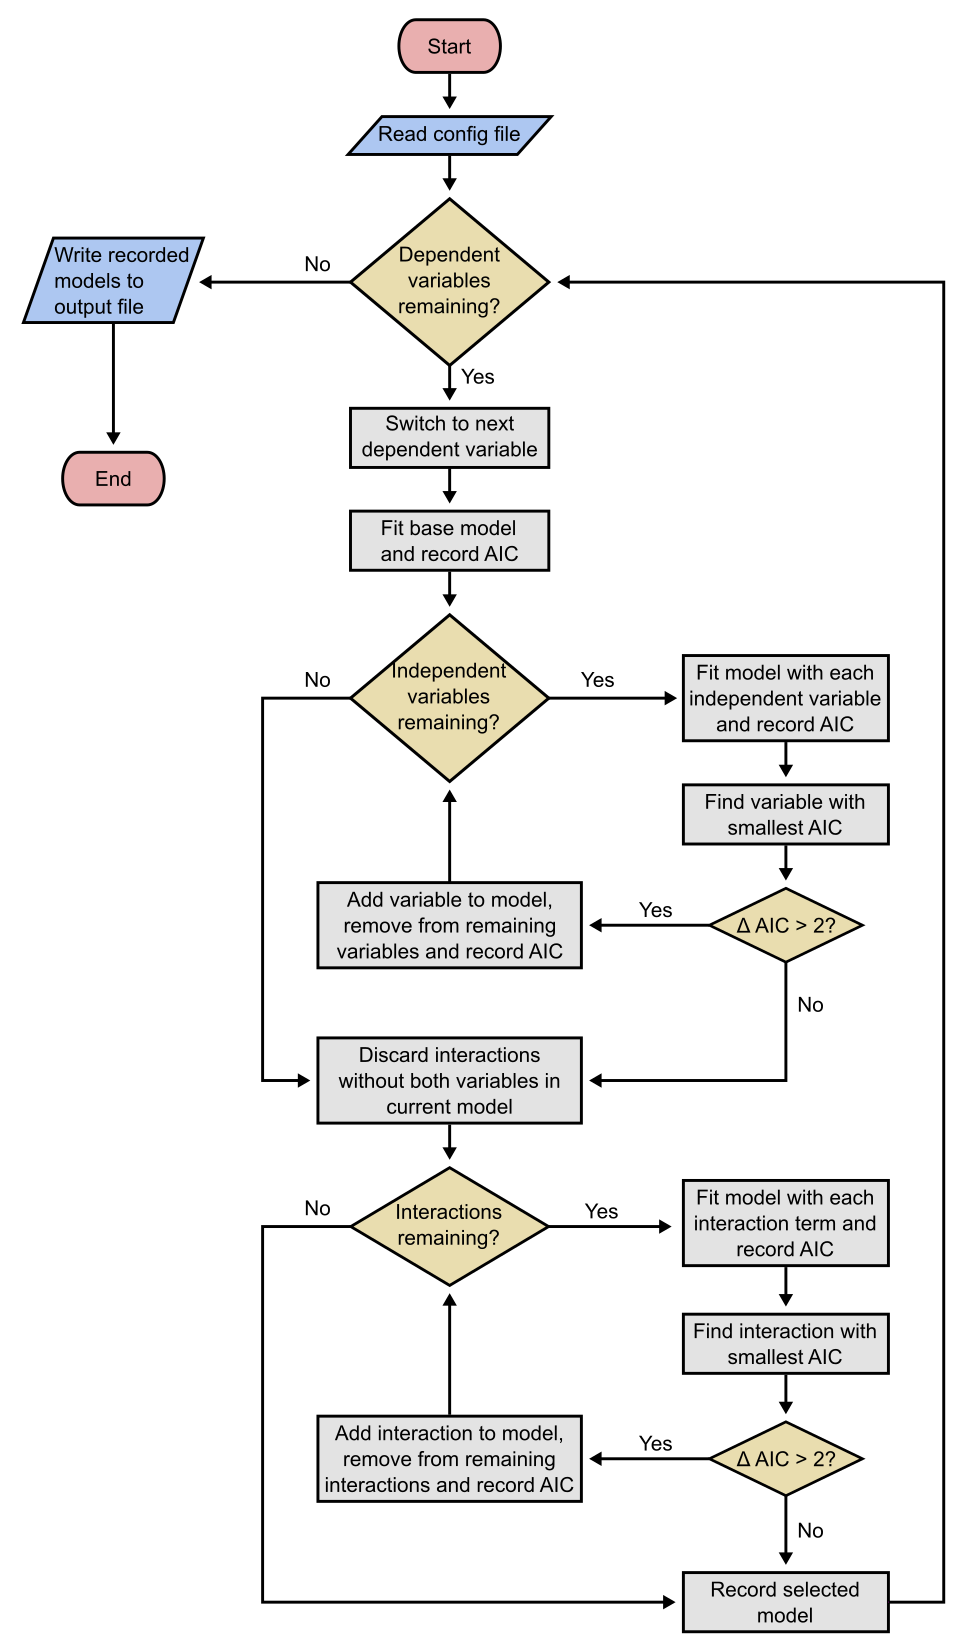 Start
Read config file
Dependent
variables
remaining?
No
Write recorded
models to
output file
End
Yes
Switch to next
dependent variable
Fit base model
and record AIC
Independent
variables
remaining?
No
Yes
Fit model with each
independent variable
and record AIC
Find variable with
smallest AIC
Δ AIC > 2?
Yes
Add variable to model,
remove from remaining
variables and record AIC
No
Discard interactions
without both variables in
current model
Interactions
remaining?
No
Yes
Fit model with each
interaction term and
record AIC
Find interaction with
smallest AIC
Δ AIC > 2?
Yes
Add interaction to model,
remove from remaining
interactions and record AIC
No
Record selected
model